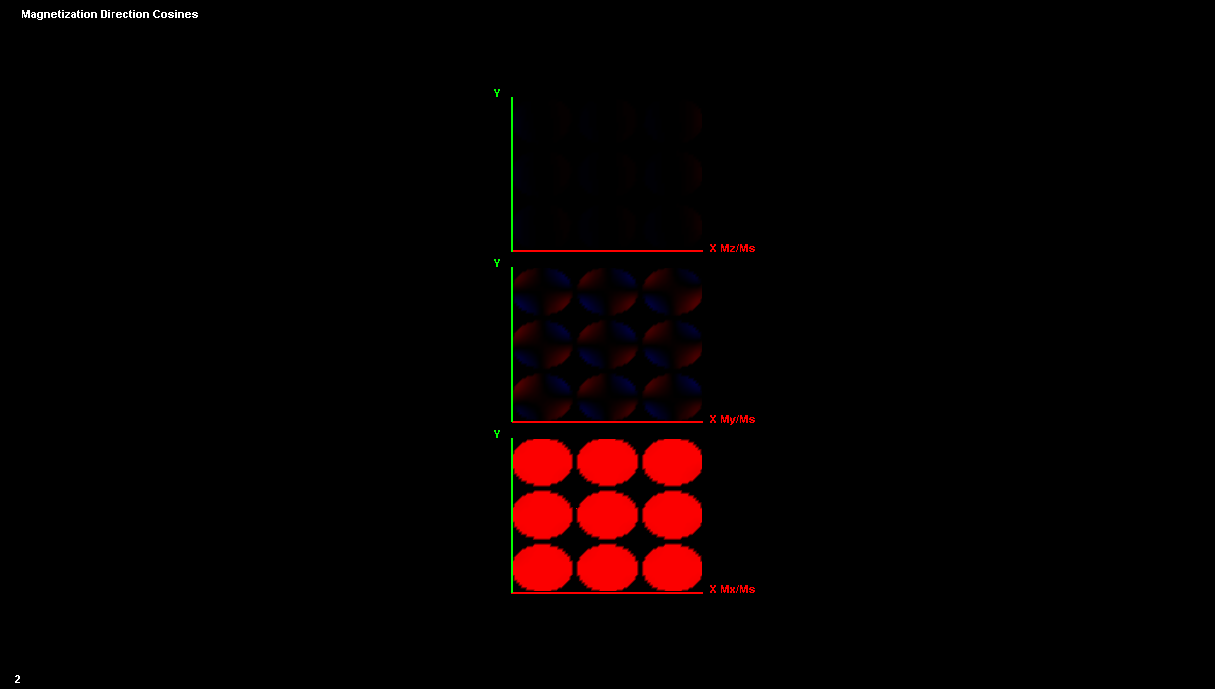 Magnetization Direction Cosines
Y
X Mz/Ms
Y
X My/Ms
Y
X Mx/Ms
2